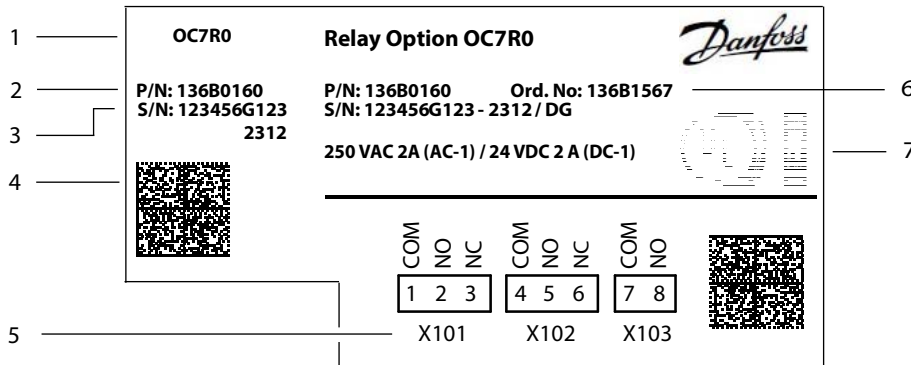 1
OC7R0
Relay Option OC7R0
Danfoss
2
P/N: 136B0160
P/N: 136B0160 Ord. No: 136B1567
6
3
S/N: 123456G123
S/N: 123456G123 - 2312 / DG
2312
250 VAC 2A (AC-1) / 24 VDC 2 A (DC-1)
7
4
COM NO NC COM NO NC COM NO
1 2 3 4 5 6 7 8
5
X101 X102 X103